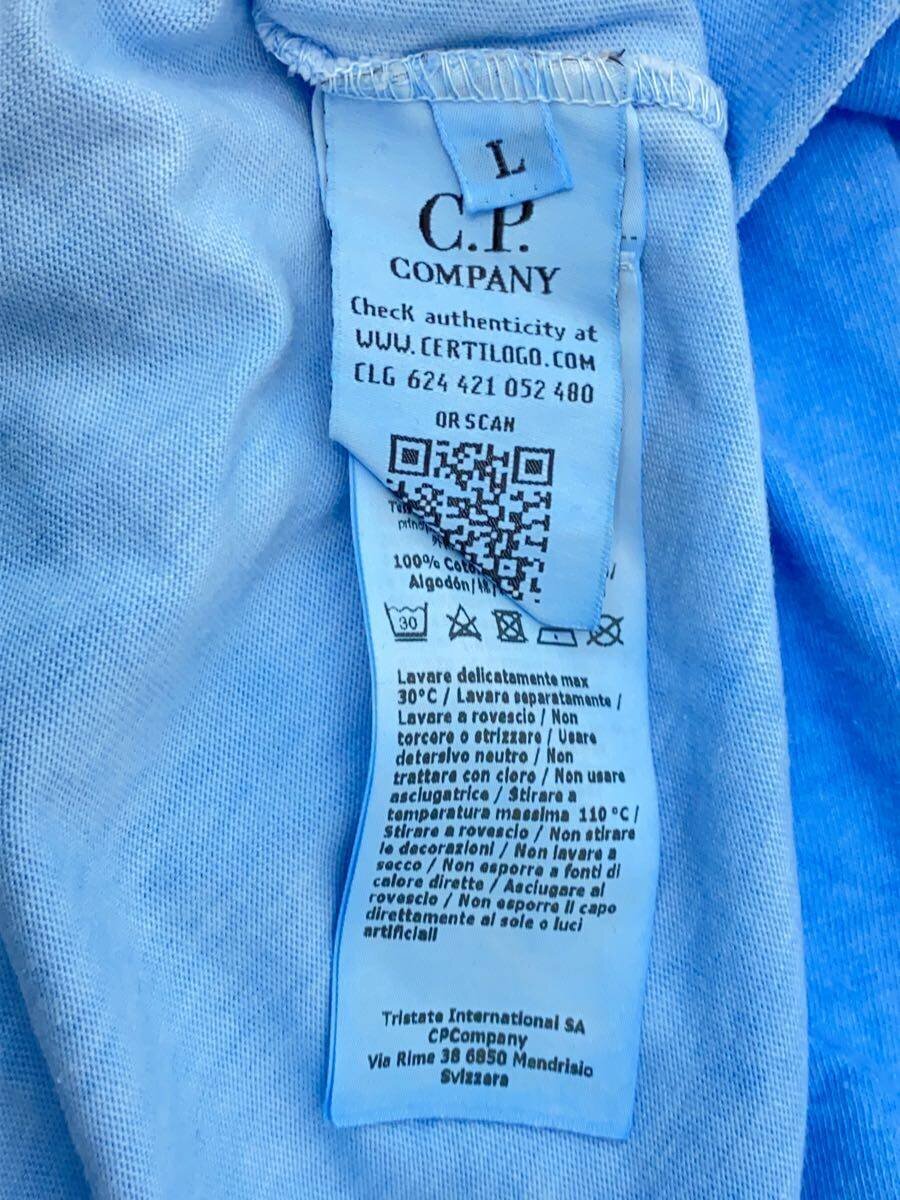 L
C.P.
COMPANY
Check authenticity at
WWW.CERTILOGO.COM
CLG 624 421 052 480
OR SCAN
100% Coto
Algodón/
30
Lavare delicatamente max
30°C / Lavare separatamente /
Lavare a rovescio / Non
torcere o strizzare / Usare
detersivo neutro / Non
trattare con cloro / Non usare
asciugatrice / Stirare a
temperatura massima 110 °C /
Stirare a rovescio / Non stirare
le decorazioni / Non lavare a
secco / Non esporre a fonti di
calore dirette / Asciugare al
rovescio / Non esporre il capo
direttamente al sole o luci
artificiali
Tristate International SA
CPCompany
Via Rime 38 6850 Mendrisio
Svizzera